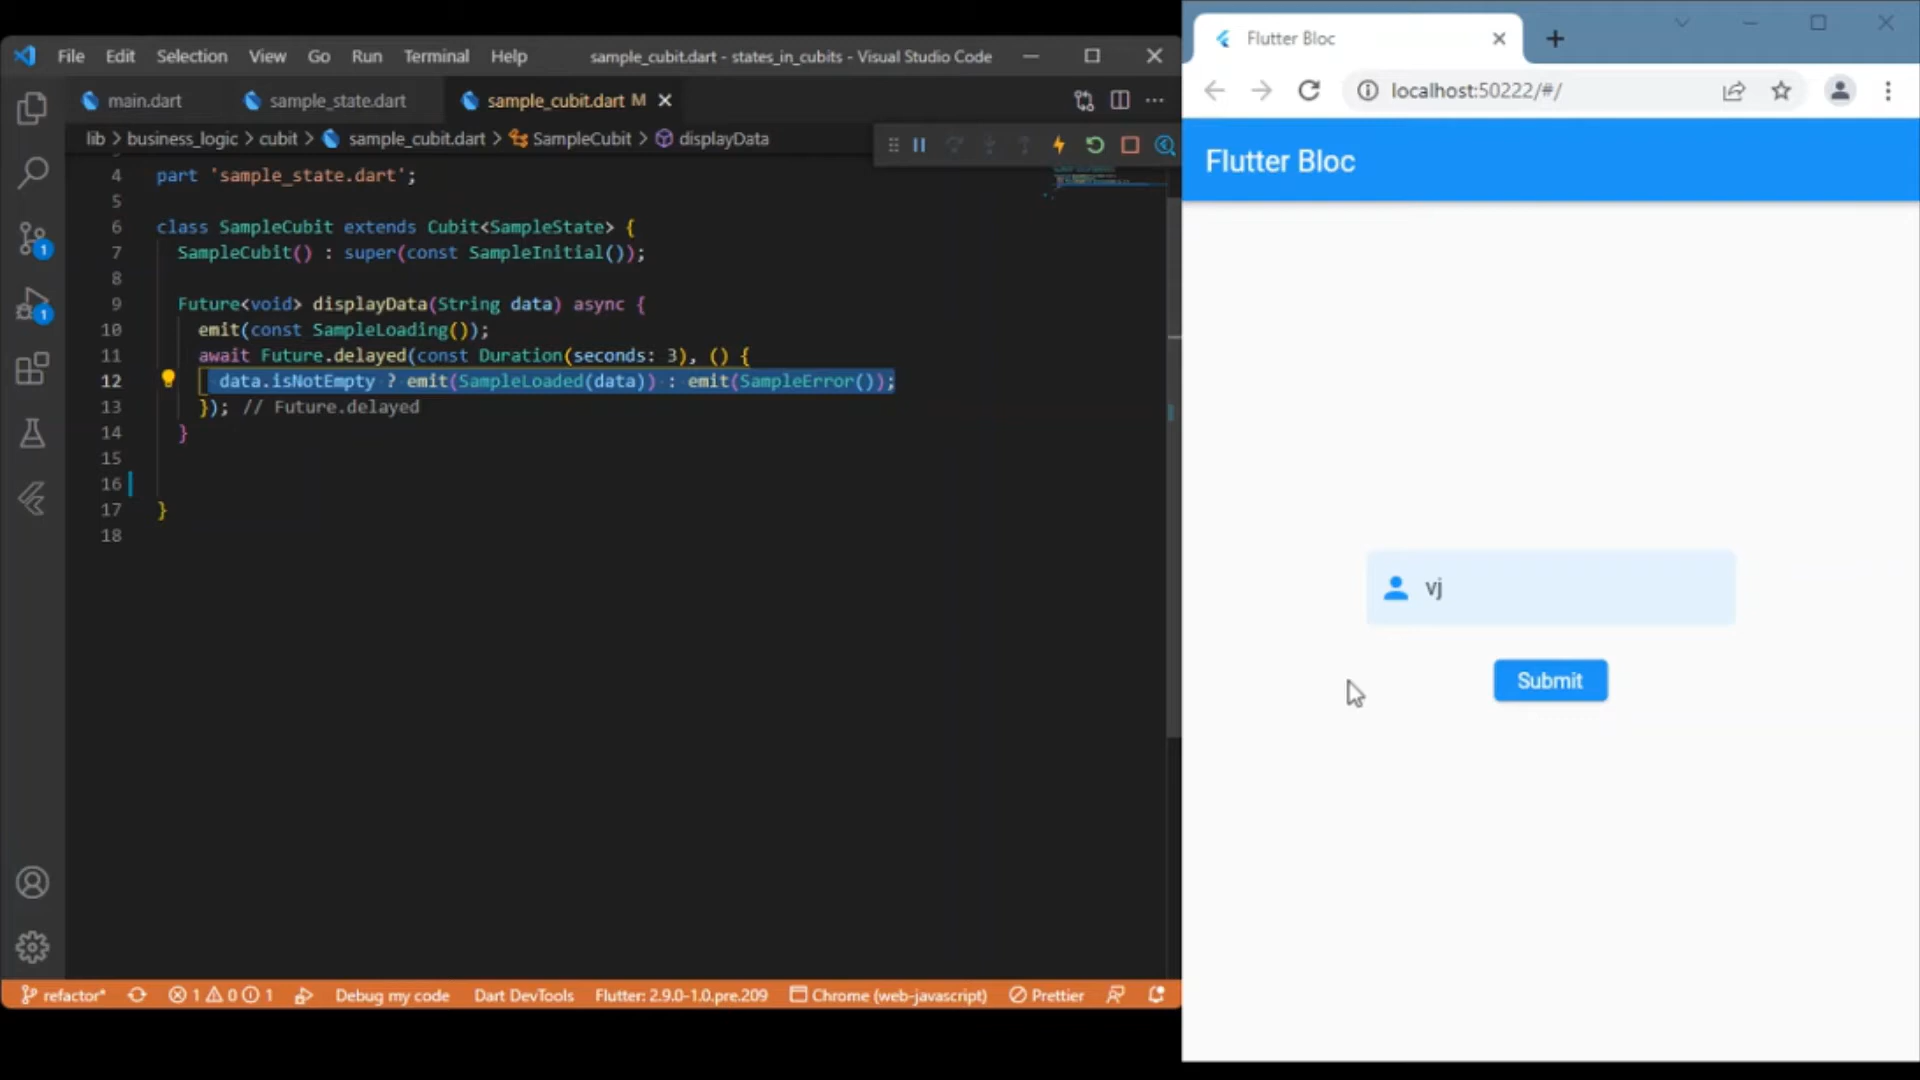 File Edit Selection View Go Run Terminal Help sample_cubit.dart - states_in_cubits - Visual Studio Code
main.dart sample_state.dart sample_cubit.dart M
lib > business_logic > cubit > sample_cubit.dart > SampleCubit > displayData
4 part 'sample_state.dart';
5
6 class SampleCubit extends Cubit<SampleState> {
7 SampleCubit() : super(const SampleInitial());
8
9 Future<void> displayData(String data) async {
10 emit(const SampleLoading());
11 await Future.delayed(const Duration(seconds: 3), () {
12 data.isNotEmpty ? emit(SampleLoaded(data)) : emit(SampleError());
13 }); // Future.delayed
14 }
15
16
17 }
18
1
1
refactor* 1 0 1 Debug my code Dart DevTools Flutter: 2.9.0-1.0.pre.209 Chrome (web-javascript) Prettier
Flutter Bloc
localhost:50222/#/
Flutter Bloc
vj
Submit